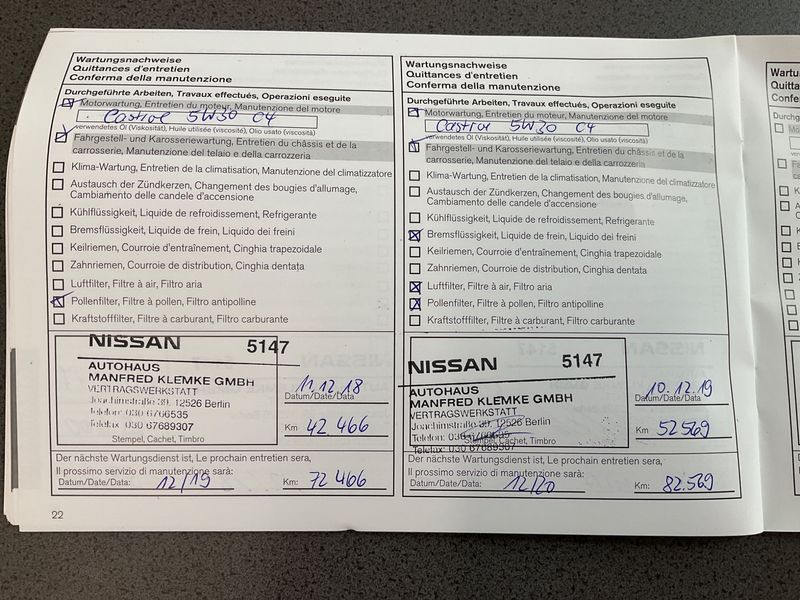 Wartungsnachweise
Quittances d'entretien
Conferma della manutenzione
Durchgeführte Arbeiten, Travaux effectués, Operazioni eseguite
Motorwartung, Entretien du moteur, Manutenzione del motore
Castrol 5W30 C4
verwendetes Öl (Viskosität), Huile utilisée (viscosité), Olio usato (viscosità)
Fahrgestell- und Karosseriewartung, Entretien du châssis et de la
carrosserie, Manutenzione del telaio e della carrozzeria
Klima-Wartung, Entretien de la climatisation, Manutenzione del climatizzatore
Austausch der Zündkerzen, Changement des bougies d'allumage,
Cambiamento delle candele d'accensione
Kühlflüssigkeit, Liquide de refroidissement, Refrigerante
Bremsflüssigkeit, Liquide de frein, Liquido dei freini
Keilriemen, Courroie d'entraînement, Cinghia trapezoidale
Zahnriemen, Courroie de distribution, Cinghia dentata
Luftfilter, Filtre à air, Filtro aria
Pollenfilter, Filtre à pollen, Filtro antipolline
Kraftstofffilter, Filtre à carburant, Filtro carburante
NISSAN 5147
AUTOHAUS
MANFRED KLEMKE GMBH
VERTRAGSWERKSTATT
Joachimstraße 39, 12526 Berlin
Telefon: 030 6766535
Telefax: 030 67689307
Stempel, Cachet, Timbro
11.12.18
Datum/Date/Data
Km 42.466
Der nächste Wartungsdienst ist, Le prochain entretien sera,
Il prossimo servizio di manutenzione sarà:
Datum/Date/Data: 12/19 Km: 72 466
22
Wartungsnachweise
Quittances d'entretien
Conferma della manutenzione
Durchgeführte Arbeiten, Travaux effectués, Operazioni eseguite
Motorwartung, Entretien du moteur, Manutenzione del motore
Castrol 5W30 C4
verwendetes Öl (Viskosität), Huile utilisée (viscosité), Olio usato (viscosità)
Fahrgestell- und Karosseriewartung, Entretien du châssis et de la
carrosserie, Manutenzione del telaio e della carrozzeria
Klima-Wartung, Entretien de la climatisation, Manutenzione del climatizzatore
Austausch der Zündkerzen, Changement des bougies d'allumage,
Cambiamento delle candele d'accensione
Kühlflüssigkeit, Liquide de refroidissement, Refrigerante
Bremsflüssigkeit, Liquide de frein, Liquido dei freini
Keilriemen, Courroie d'entraînement, Cinghia trapezoidale
Zahnriemen, Courroie de distribution, Cinghia dentata
Luftfilter, Filtre à air, Filtro aria
Pollenfilter, Filtre à pollen, Filtro antipolline
Kraftstofffilter, Filtre à carburant, Filtro carburante
NISSAN 5147
AUTOHAUS
MANFRED KLEMKE GMBH
VERTRAGSWERKSTATT
Joachimstraße 39, 12526 Berlin
Telefon: 030 6766535
Stempel, Cachet, Timbro
Telefax: 030 67689307
10.12.19
Datum/Date/Data
Km 52569
Der nächste Wartungsdienst ist, Le prochain entretien sera,
Il prossimo servizio di manutenzione sarà:
Datum/Date/Data: 12/20 Km: 82.569